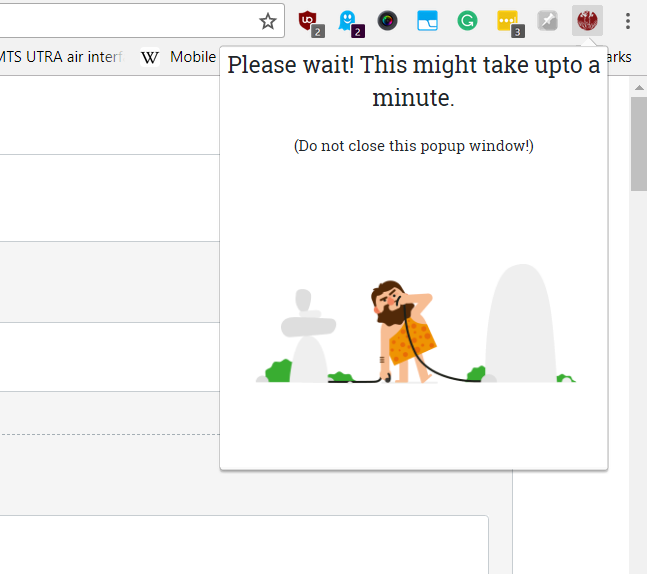 UD
2
2
G
3
MTS UTRA air interf
W Mobile
arks
Please wait! This might take upto a
minute.
(Do not close this popup window!)